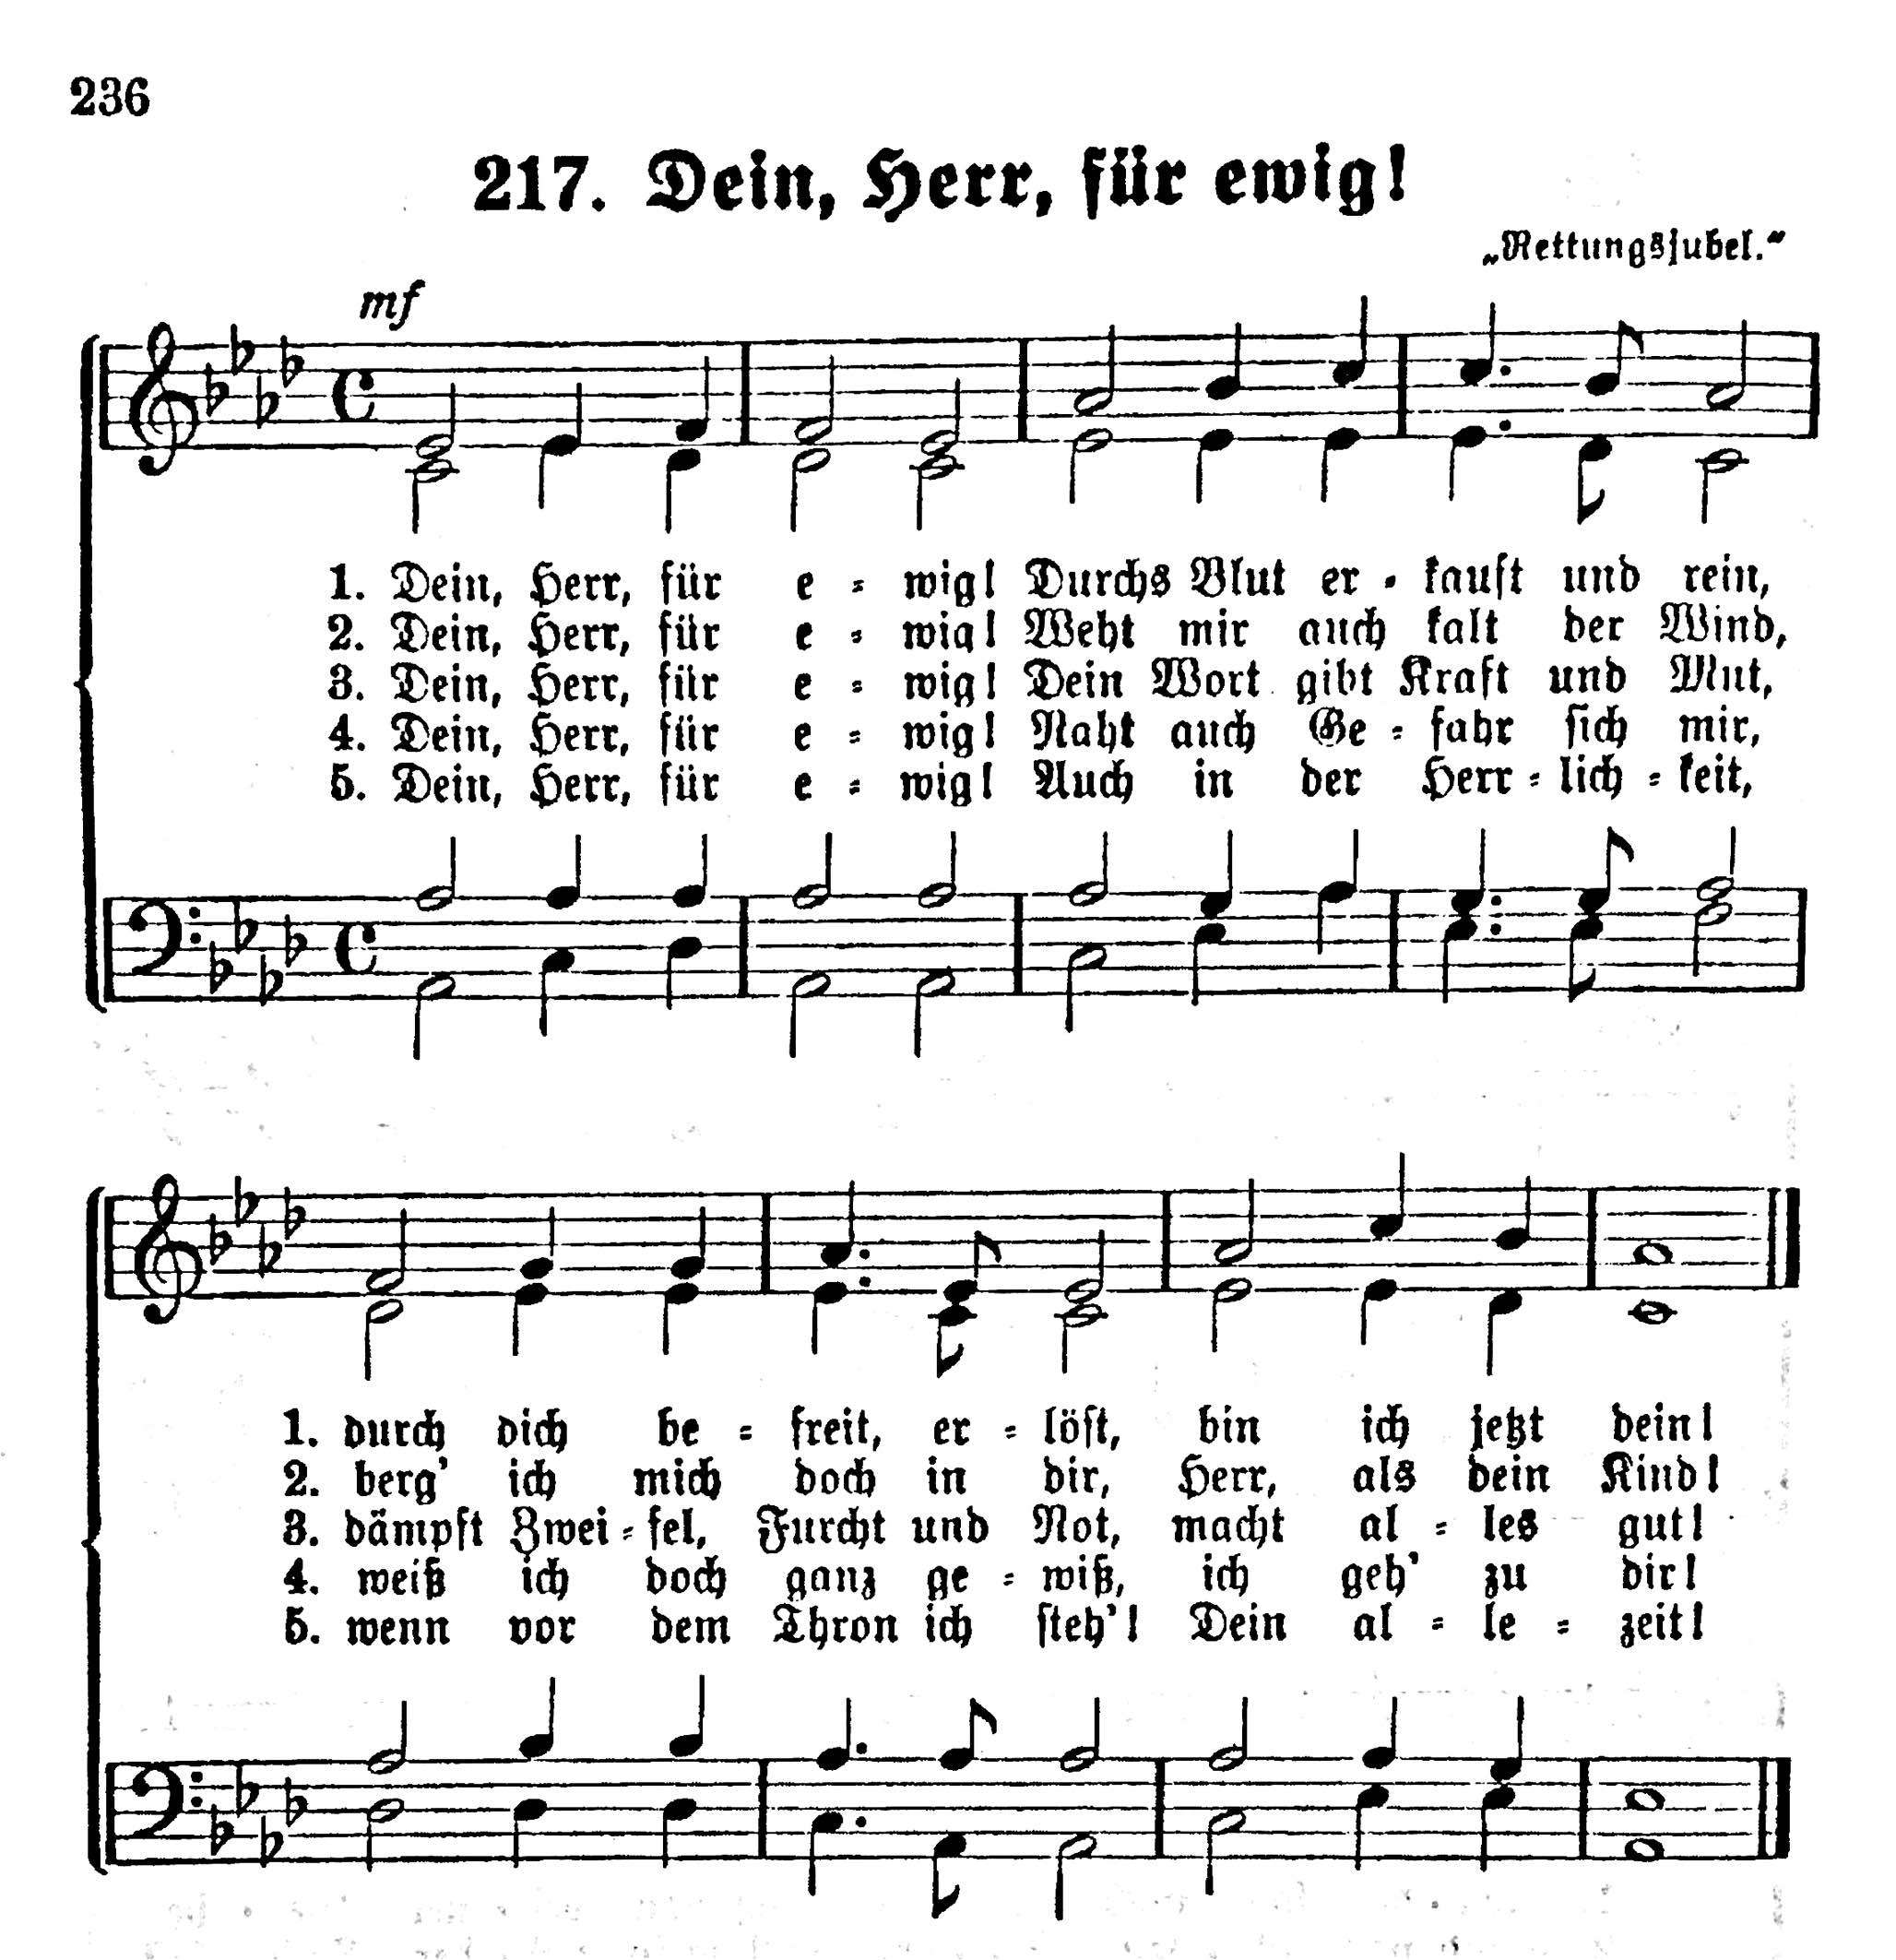 236
217. Dein, Herr, für ewig!
„Rettungsjubel.“
mf
1. Dein, Herr, für e = wig! Durchs Blut er = kauft und rein,
2. Dein, Herr, für e = wig! Weht mir auch kalt der Wind,
3. Dein, Herr, für e = wig! Dein Wort gibt Kraft und Mut,
4. Dein, Herr, für e = wig! Naht auch Ge = fahr sich mir,
5. Dein, Herr, für e = wig! Auch in der Herr = lich = keit,
1. durch dich be = freit, er = löst, bin ich jetzt dein!
2. berg’ ich mich doch in dir, Herr, als dein Kind!
3. dämpft Zwei = fel, Furcht und Not, macht al = les gut!
4. weiß ich doch ganz ge = wiß, ich geh’ zu dir!
5. wenn vor dem Thron ich steh’! Dein al = le = zeit!